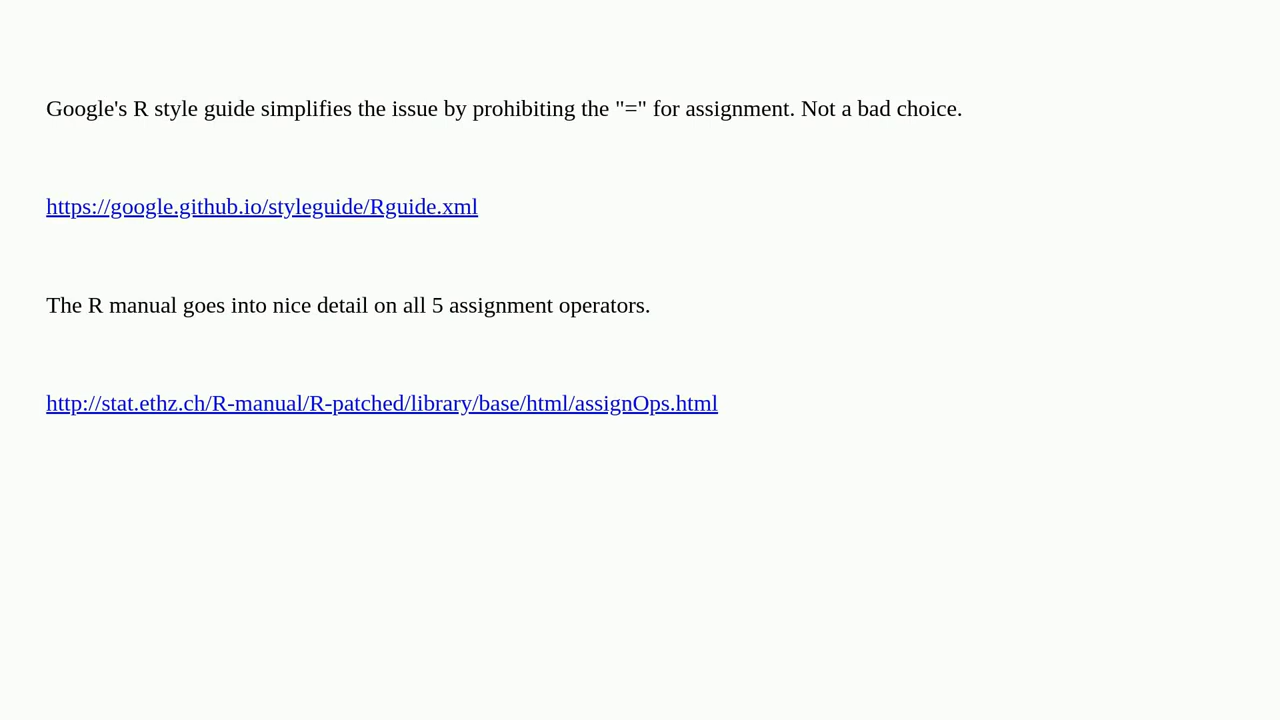 Google's R style guide simplifies the issue by prohibiting the "=" for assignment. Not a bad choice.
https://google.github.io/styleguide/Rguide.xml
The R manual goes into nice detail on all 5 assignment operators.
http://stat.ethz.ch/R-manual/R-patched/library/base/html/assignOps.html